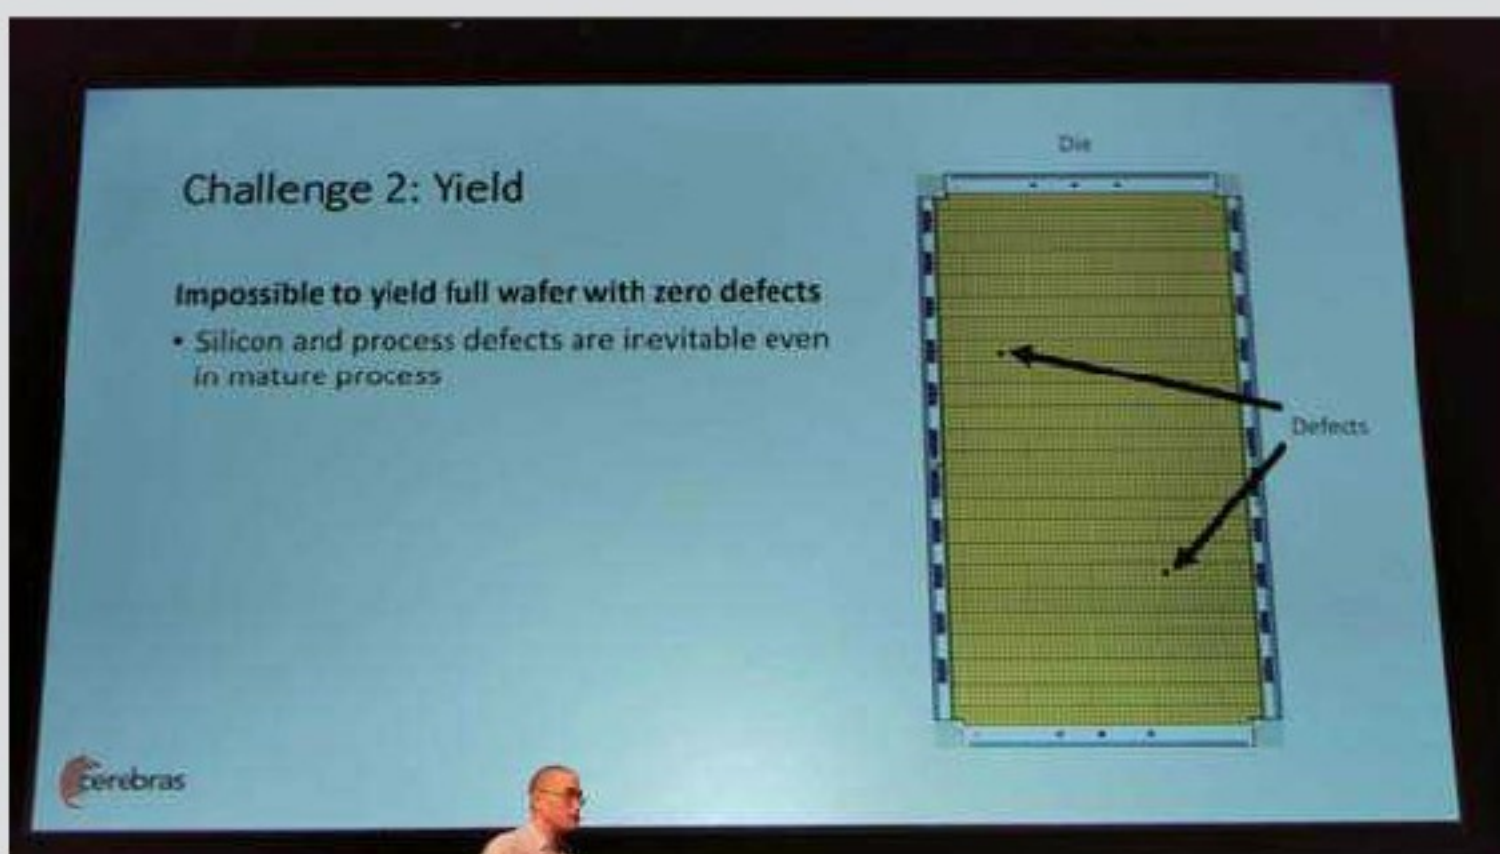 Die
Challenge 2: Yield
Impossible to yield full wafer with zero defects
• Silicon and process defects are inevitable even
in mature process
Defects
cerebras